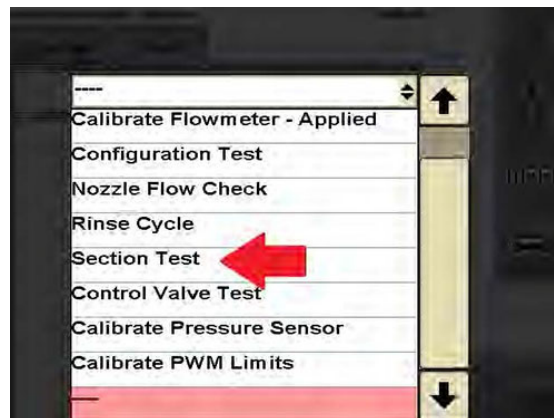 ----
Calibrate Flowmeter - Applied
Configuration Test
Nozzle Flow Check
Rinse Cycle
Section Test
Control Valve Test
Calibrate Pressure Sensor
Calibrate PWM Limits
---